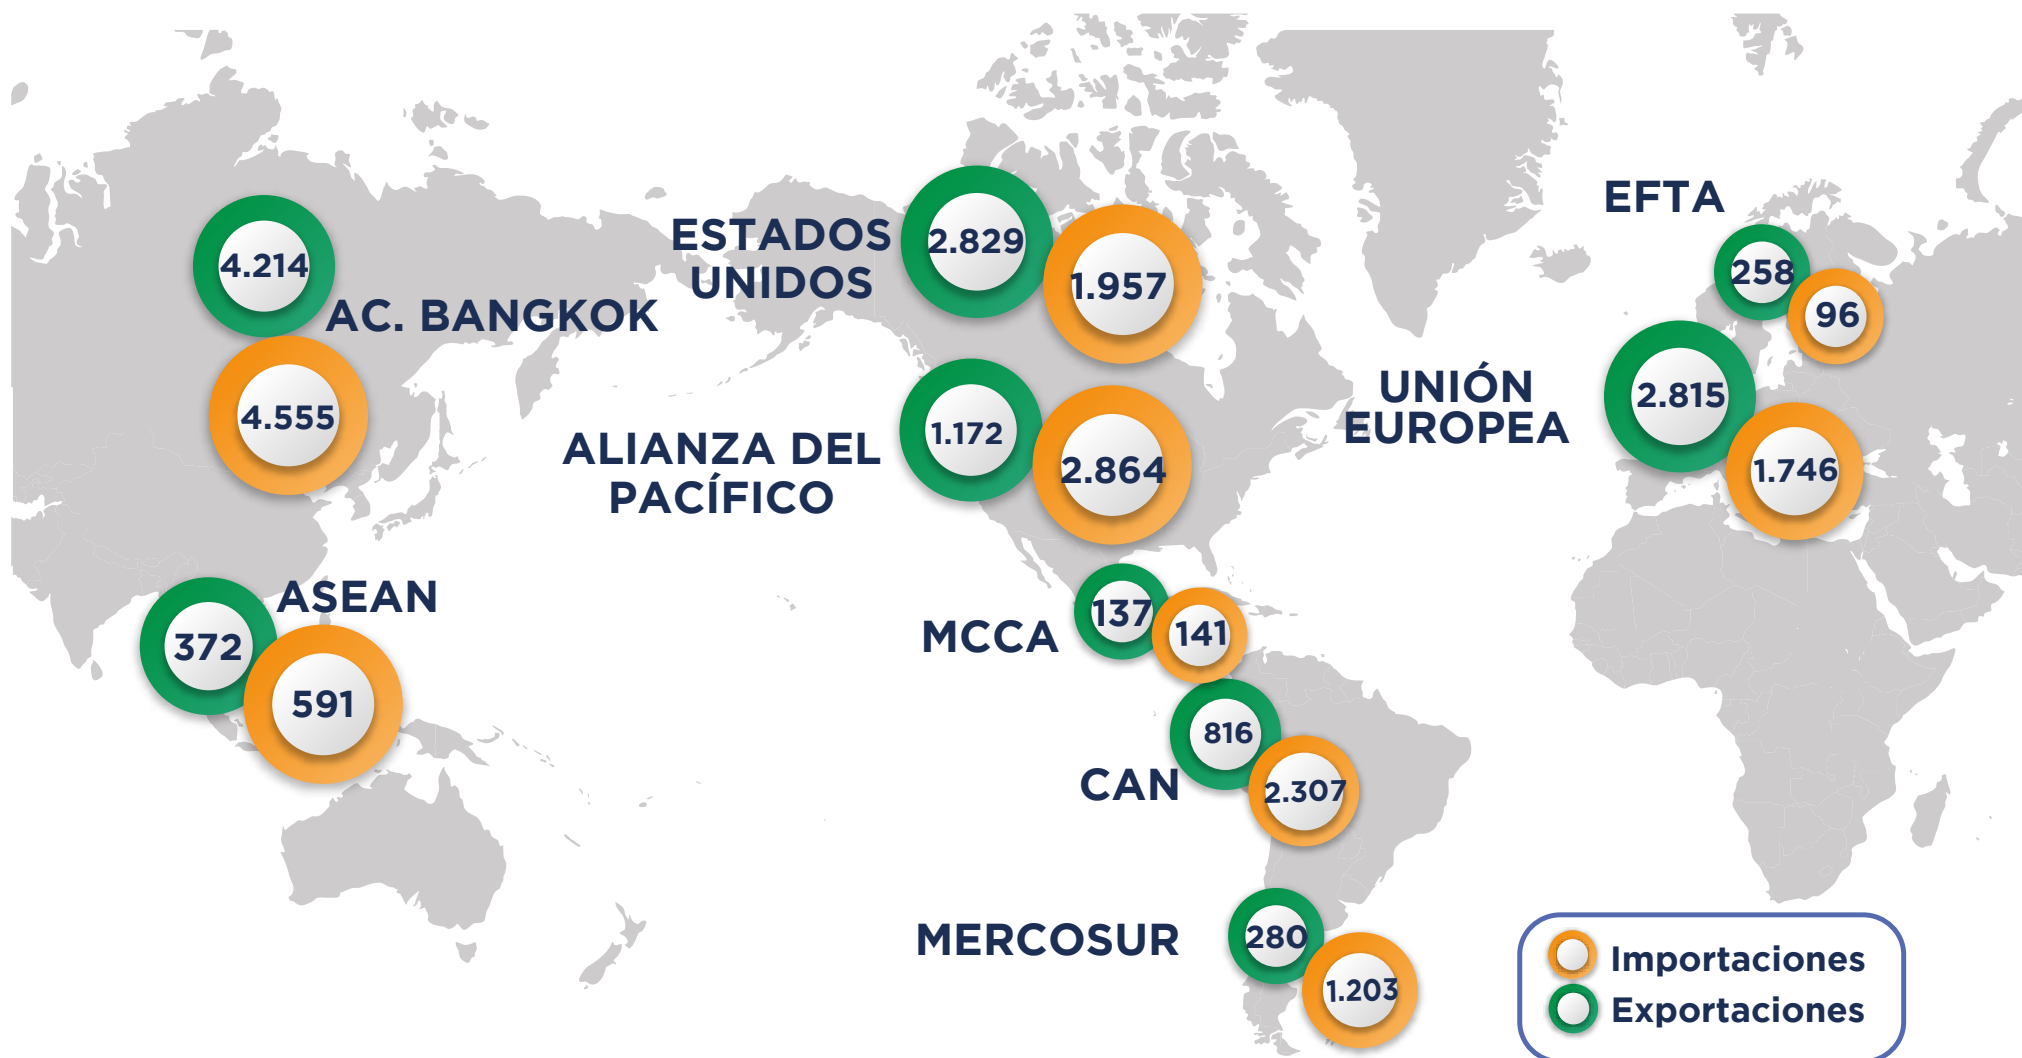 4.214
AC. BANGKOK
4.555
ASEAN
372
591
ESTADOS
UNIDOS
2.829
1.957
ALIANZA DEL
PACÍFICO
1.172
2.864
MCCA
137
141
CAN
816
2.307
MERCOSUR
280
1.203
EFTA
258
96
UNIÓN
EUROPEA
2.815
1.746
Importaciones
Exportaciones